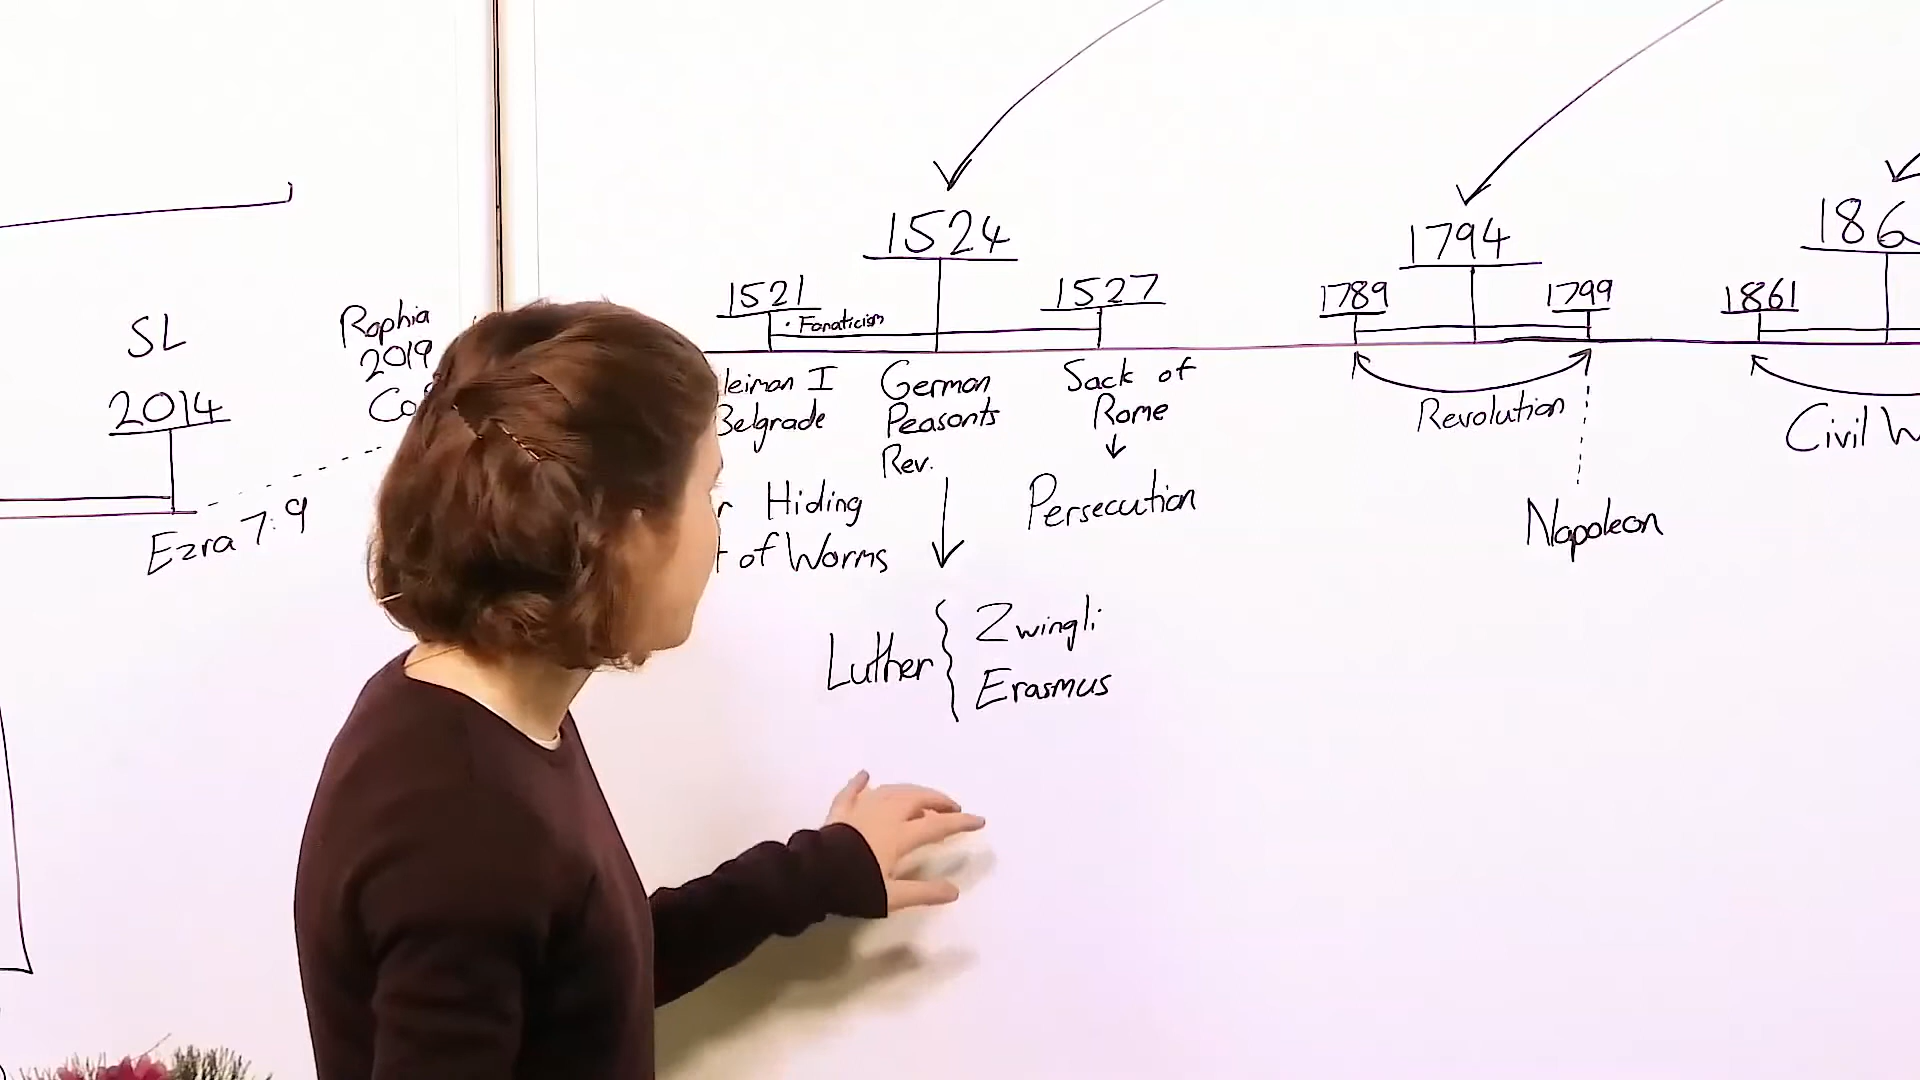 SL
2014
Ezra 7:9
Raphia
2019
1521
• Fanaticism
1524
1527
I
Belgrade
Hiding
of Worms
German
Peasants
Rev.
Sack of
Rome
Persecution
Luther { Zwingli
Erasmus
1789
1794
1799
Revolution
Napoleon
1861
186
Civil